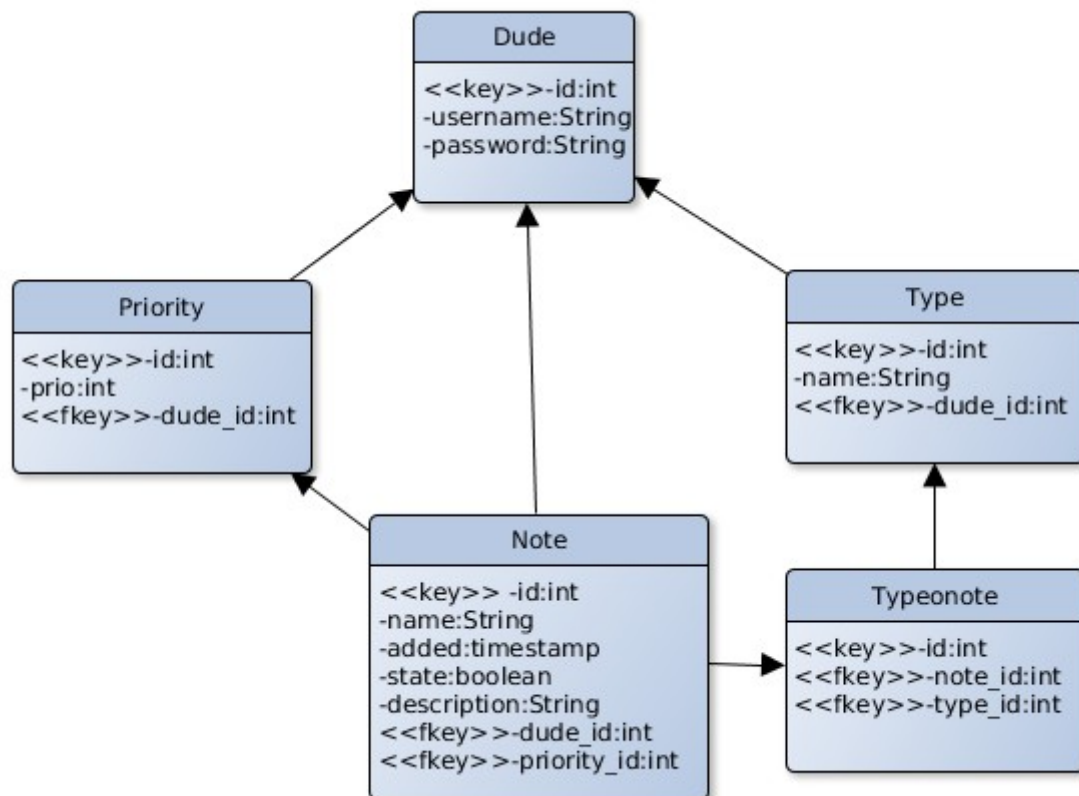 Dude
<<key>>-id:int
-username:String
-password:String
Priority
<<key>>-id:int
-prio:int
<<fkey>>-dude_id:int
Type
<<key>>-id:int
-name:String
<<fkey>>-dude_id:int
Note
<<key>> -id:int
-name:String
-added:timestamp
-state:boolean
-description:String
<<fkey>>-dude_id:int
<<fkey>>-priority_id:int
Typeonote
<<key>>-id:int
<<fkey>>-note_id:int
<<fkey>>-type_id:int